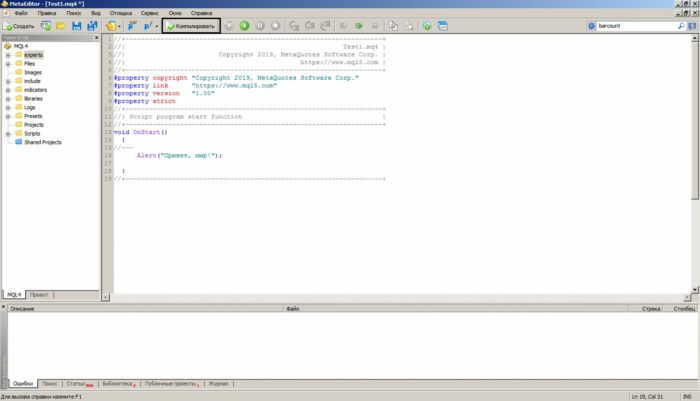 MetaEditor - [Test1.mq4 *]
Файл Правка Поиск Вид Отладка Сервис Окно Справка
Создать Компилировать barcount
MQL4
experts
Files
Images
include
indicators
libraries
Logs
Presets
Projects
Scripts
Shared Projects
MQL4 Проект
1 //+------------------------------------------------------------------+
2 //| Test1.mq4 |
3 //| Copyright 2019, MetaQuotes Software Corp. |
4 //| https://www.mql5.com |
5 //+------------------------------------------------------------------+
6 #property copyright "Copyright 2019, MetaQuotes Software Corp."
7 #property link "https://www.mql5.com"
8 #property version "1.00"
9 #property strict
10 //+------------------------------------------------------------------+
11 //| Script program start function |
12 //+------------------------------------------------------------------+
13 void OnStart()
14 {
15 //---
16 Alert("Привет, мир!");
17
18 }
19 //+------------------------------------------------------------------+
Описание Файл Строка Столбец
Ошибки Поиск Статьи Библиотека Публичные проекты Журнал
Для вызова справки нажмите F1 Ln 19, Col 31 INS